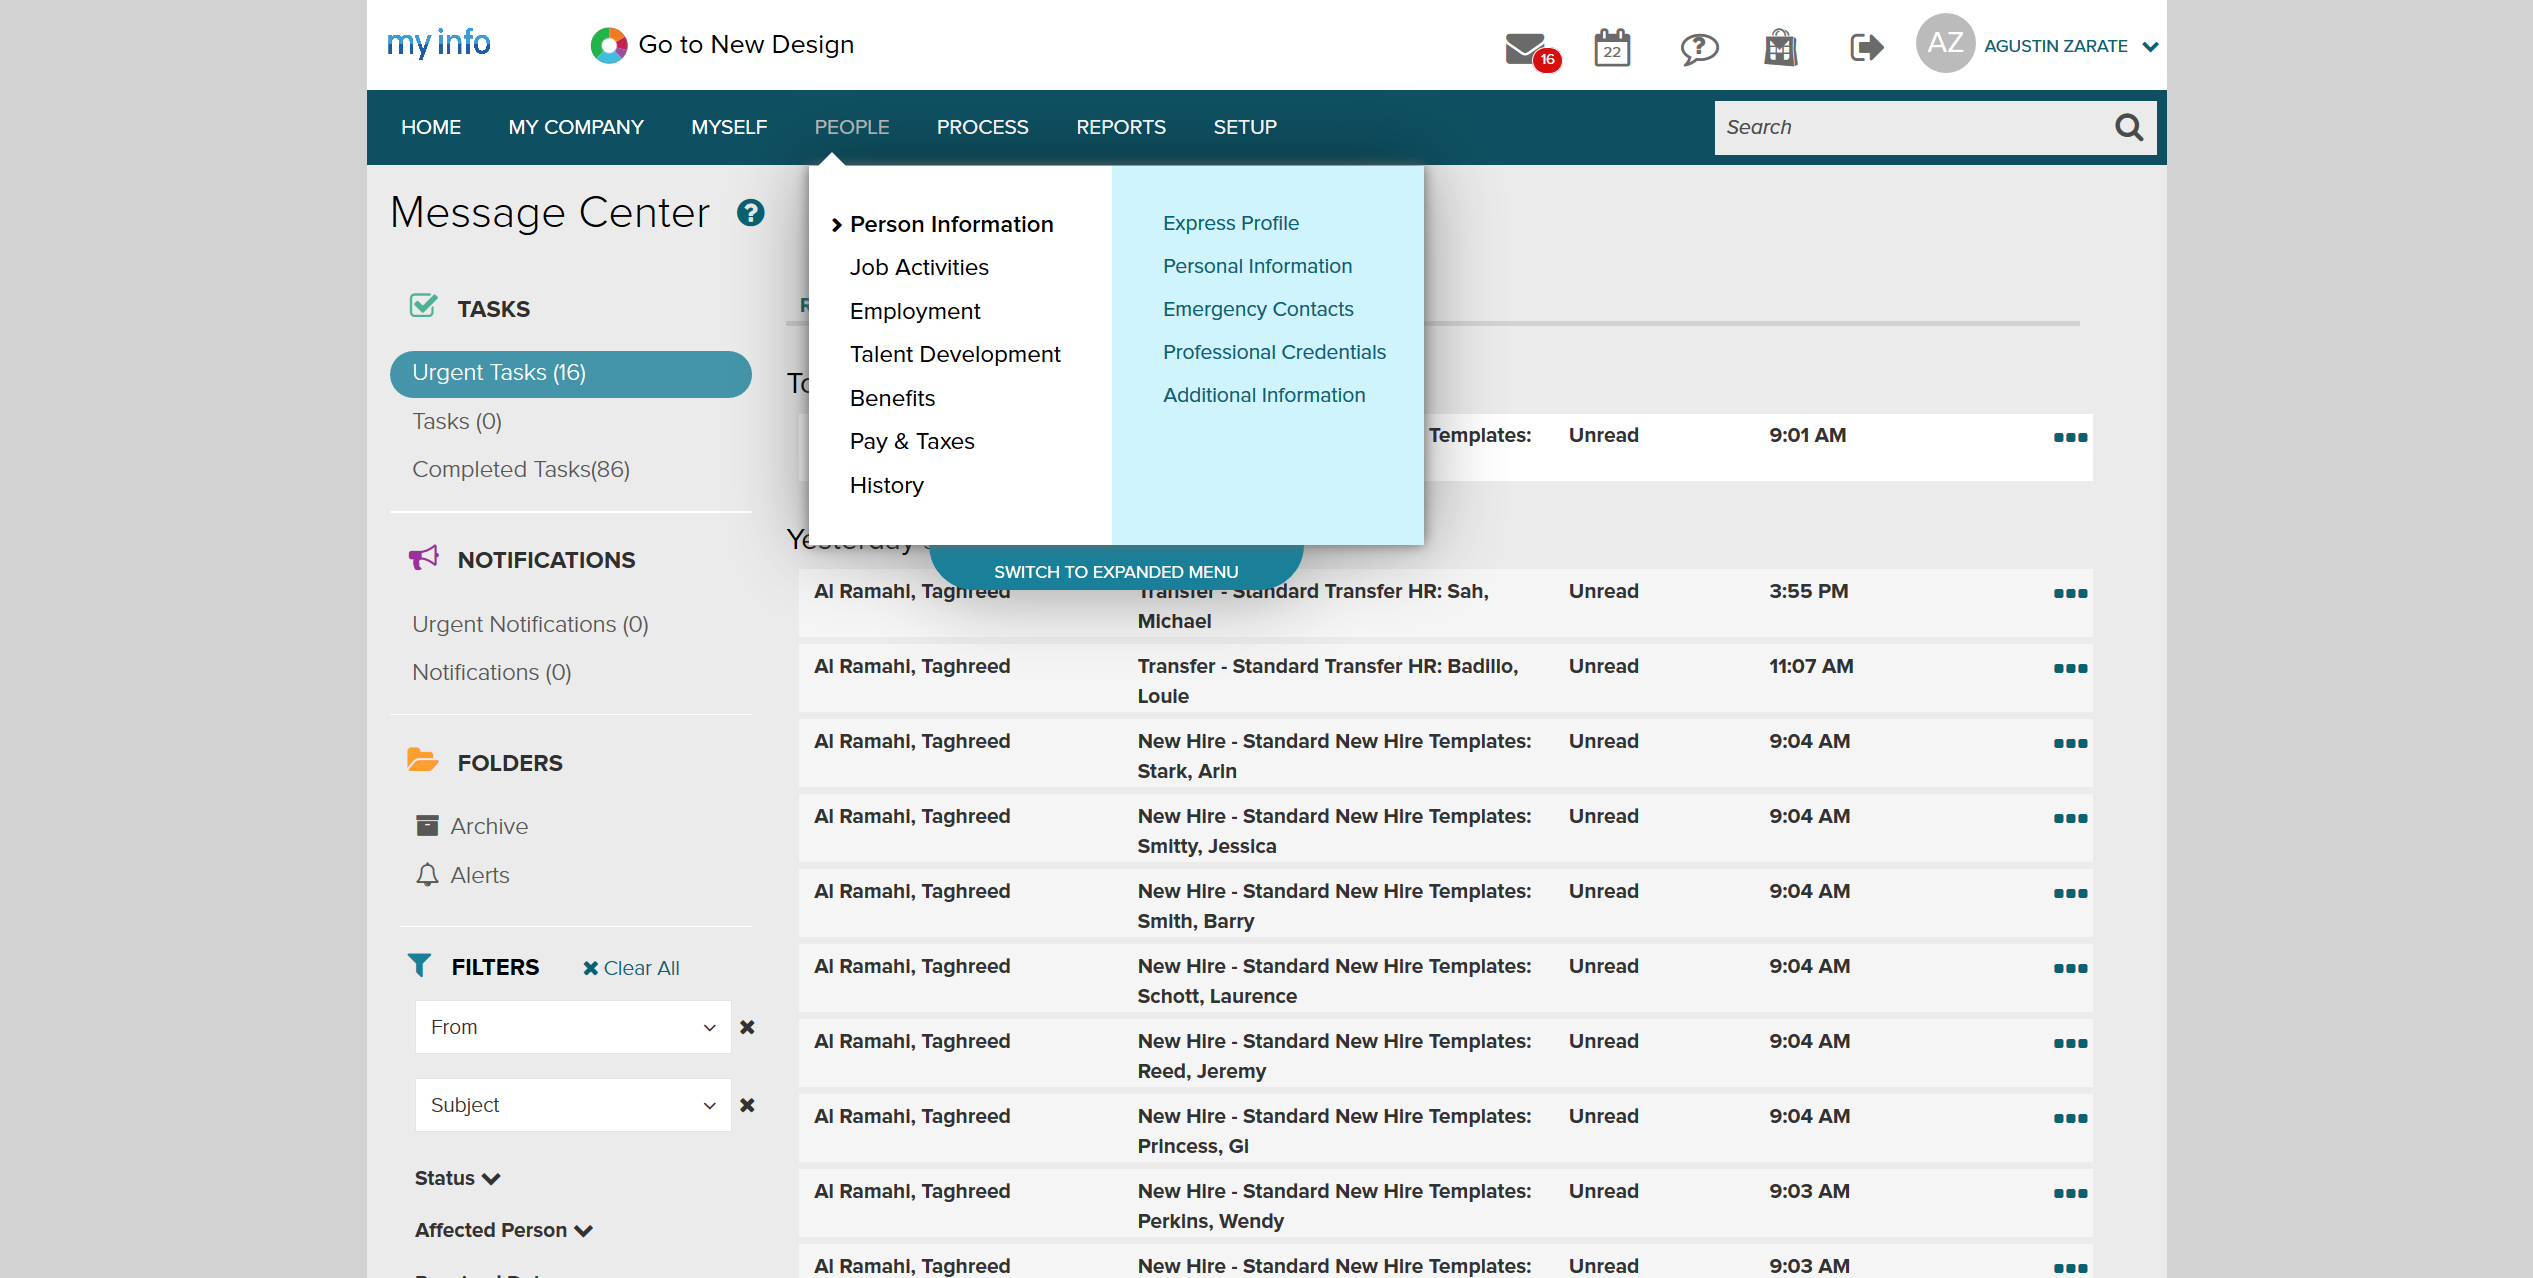 my info
Go to New Design
16
22
AZ
AGUSTIN ZARATE
HOME
MY COMPANY
MYSELF
PEOPLE
PROCESS
REPORTS
SETUP
Search
Message Center
Person Information
Job Activities
Employment
Talent Development
Benefits
Pay & Taxes
History
Express Profile
Personal Information
Emergency Contacts
Professional Credentials
Additional Information
SWITCH TO EXPANDED MENU
TASKS
Urgent Tasks (16)
Tasks (0)
Completed Tasks(86)
NOTIFICATIONS
Urgent Notifications (0)
Notifications (0)
FOLDERS
Archive
Alerts
FILTERS
Clear All
From
Subject
Status
Affected Person
Templates: Unread 9:01 AM
Al Ramahi, Taghreed Transfer - Standard Transfer HR: Sah, Unread 3:55 PM
Michael
Al Ramahi, Taghreed Transfer - Standard Transfer HR: Badillo, Unread 11:07 AM
Louie
Al Ramahi, Taghreed New Hire - Standard New Hire Templates: Unread 9:04 AM
Stark, Arin
Al Ramahi, Taghreed New Hire - Standard New Hire Templates: Unread 9:04 AM
Smitty, Jessica
Al Ramahi, Taghreed New Hire - Standard New Hire Templates: Unread 9:04 AM
Smith, Barry
Al Ramahi, Taghreed New Hire - Standard New Hire Templates: Unread 9:04 AM
Schott, Laurence
Al Ramahi, Taghreed New Hire - Standard New Hire Templates: Unread 9:04 AM
Reed, Jeremy
Al Ramahi, Taghreed New Hire - Standard New Hire Templates: Unread 9:04 AM
Princess, Gi
Al Ramahi, Taghreed New Hire - Standard New Hire Templates: Unread 9:03 AM
Perkins, Wendy
Al Ramahi, Taghreed New Hire - Standard New Hire Templates: Unread 9:03 AM